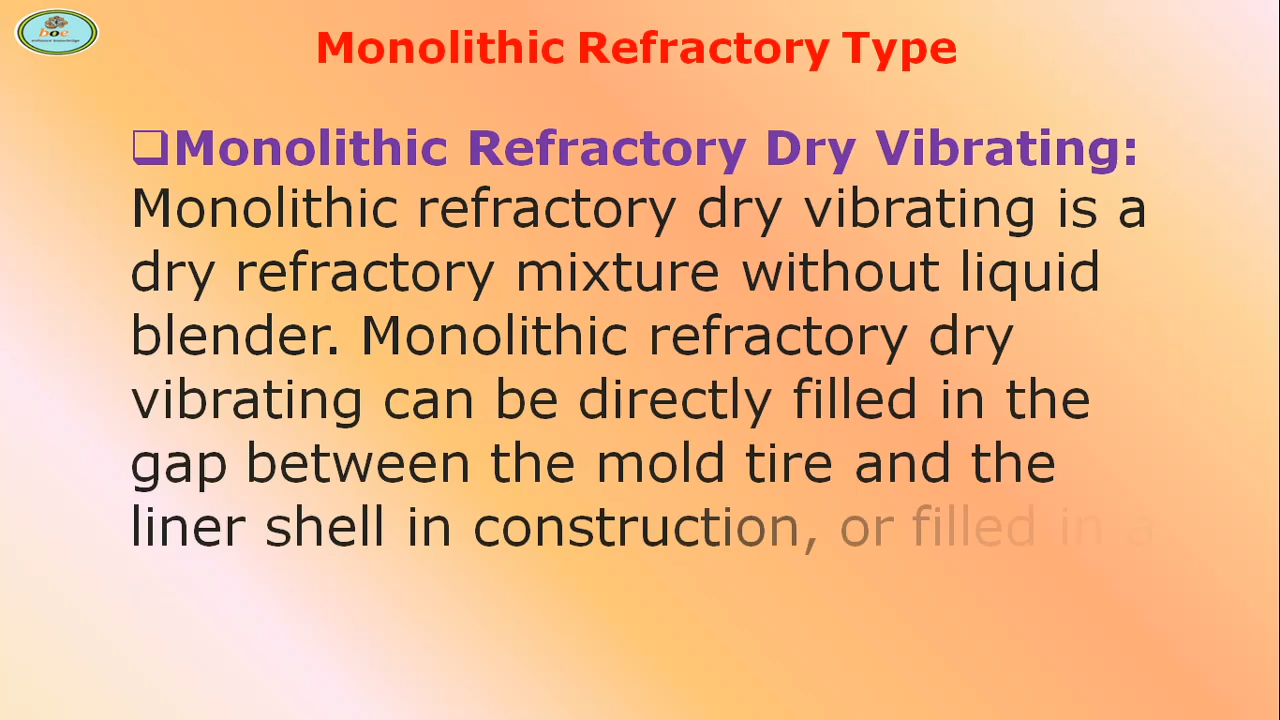 boc
Monolithic Refractory Type
❑Monolithic Refractory Dry Vibrating:
Monolithic refractory dry vibrating is a
dry refractory mixture without liquid
blender. Monolithic refractory dry
vibrating can be directly filled in the
gap between the mold tire and the
liner shell in construction, or filled in a